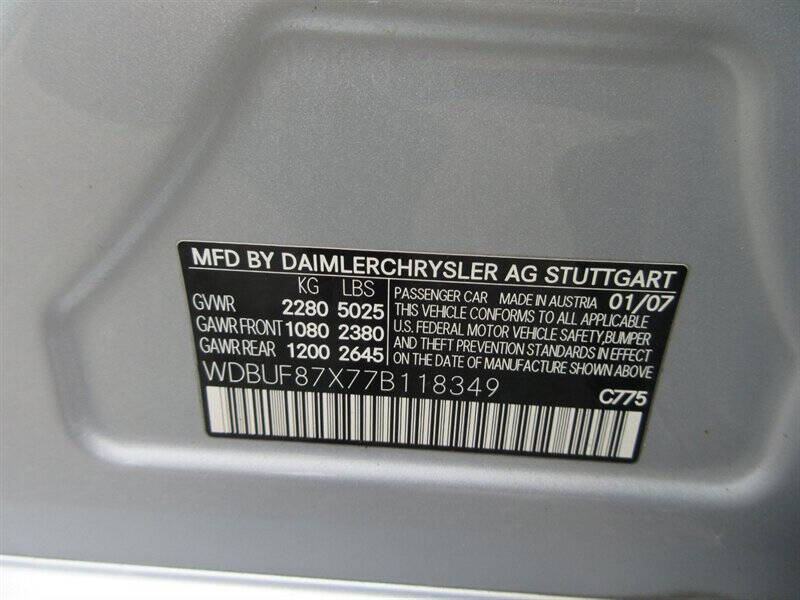 MFD BY DAIMLERCHRYSLER AG STUTTGART
KG LBS
GVWR 2280 5025
GAWR FRONT 1080 2380
GAWR REAR 1200 2645
PASSENGER CAR MADE IN AUSTRIA 01/07
THIS VEHICLE CONFORMS TO ALL APPLICABLE
U.S. FEDERAL MOTOR VEHICLE SAFETY,BUMPER
AND THEFT PREVENTION STANDARDS IN EFFECT
ON THE DATE OF MANUFACTURE SHOWN ABOVE
WDBUF87X77B118349
C775